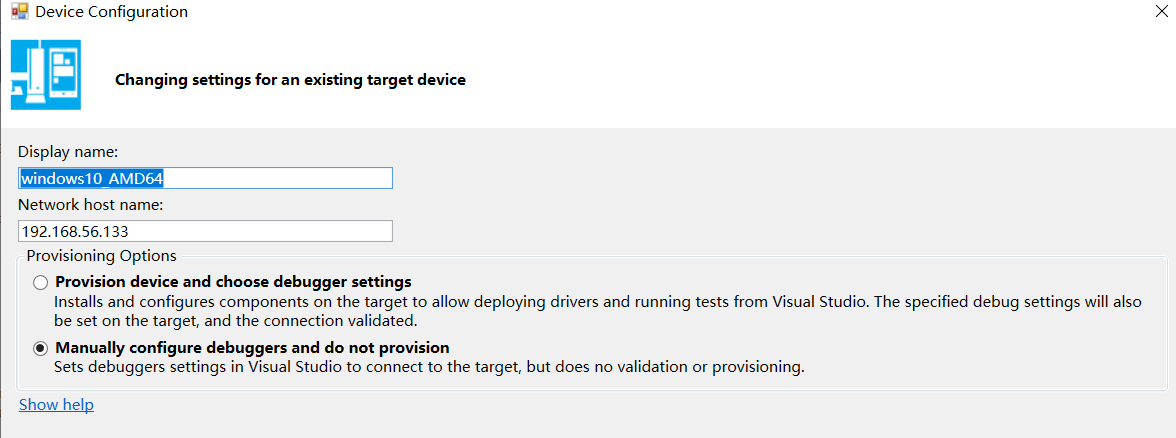 Device Configuration
Changing settings for an existing target device
Display name:
windows10_AMD64
Network host name:
192.168.56.133
Provisioning Options
Provision device and choose debugger settings
Installs and configures components on the target to allow deploying drivers and running tests from Visual Studio. The specified debug settings will also
be set on the target, and the connection validated.
Manually configure debuggers and do not provision
Sets debuggers settings in Visual Studio to connect to the target, but does no validation or provisioning.
Show help